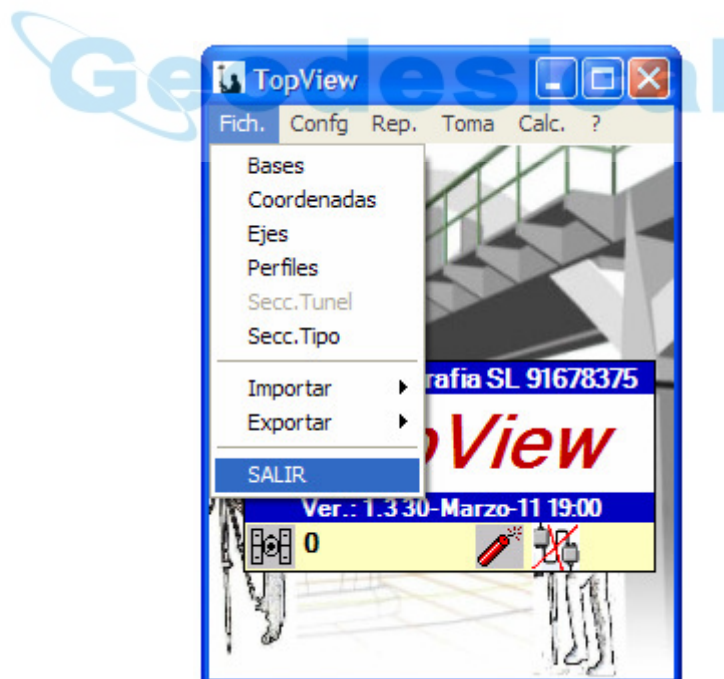 Geodesical
TopView
Fich. Confg Rep. Toma Calc. ?
Bases
Coordenadas
Ejes
Perfiles
Secc.Tunel
Secc.Tipo
Importar
Exportar
SALIR
rafia SL 91678375
pView
Ver.: 1.3 30-Marzo-11 19:00
0